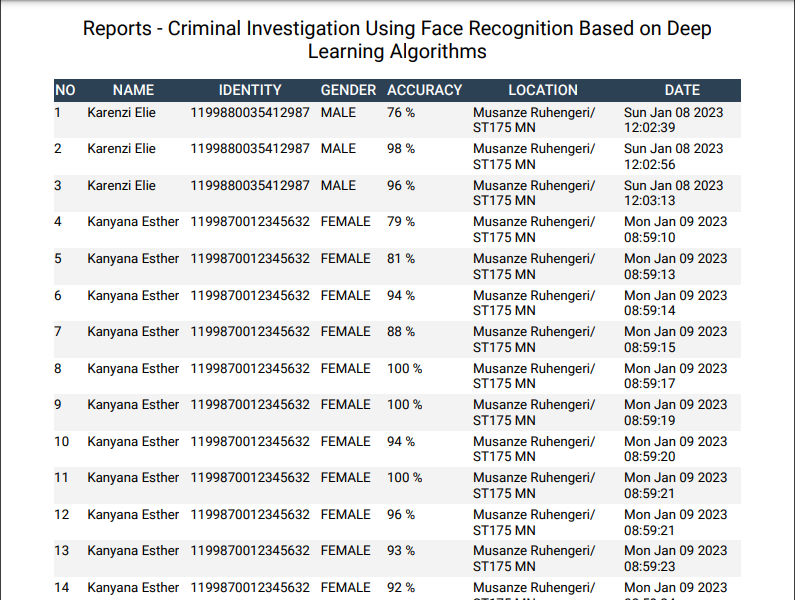 Reports - Criminal Investigation Using Face Recognition Based on Deep
Learning Algorithms
NO NAME IDENTITY GENDER ACCURACY LOCATION DATE
1 Karenzi Elie 1199880035412987 MALE 76 % Musanze Ruhengeri/ Sun Jan 08 2023
ST175 MN 12:02:39
2 Karenzi Elie 1199880035412987 MALE 98 % Musanze Ruhengeri/ Sun Jan 08 2023
ST175 MN 12:02:56
3 Karenzi Elie 1199880035412987 MALE 96 % Musanze Ruhengeri/ Sun Jan 08 2023
ST175 MN 12:03:13
4 Kanyana Esther 1199870012345632 FEMALE 79 % Musanze Ruhengeri/ Mon Jan 09 2023
ST175 MN 08:59:10
5 Kanyana Esther 1199870012345632 FEMALE 81 % Musanze Ruhengeri/ Mon Jan 09 2023
ST175 MN 08:59:13
6 Kanyana Esther 1199870012345632 FEMALE 94 % Musanze Ruhengeri/ Mon Jan 09 2023
ST175 MN 08:59:14
7 Kanyana Esther 1199870012345632 FEMALE 88 % Musanze Ruhengeri/ Mon Jan 09 2023
ST175 MN 08:59:15
8 Kanyana Esther 1199870012345632 FEMALE 100 % Musanze Ruhengeri/ Mon Jan 09 2023
ST175 MN 08:59:17
9 Kanyana Esther 1199870012345632 FEMALE 100 % Musanze Ruhengeri/ Mon Jan 09 2023
ST175 MN 08:59:19
10 Kanyana Esther 1199870012345632 FEMALE 94 % Musanze Ruhengeri/ Mon Jan 09 2023
ST175 MN 08:59:20
11 Kanyana Esther 1199870012345632 FEMALE 100 % Musanze Ruhengeri/ Mon Jan 09 2023
ST175 MN 08:59:21
12 Kanyana Esther 1199870012345632 FEMALE 96 % Musanze Ruhengeri/ Mon Jan 09 2023
ST175 MN 08:59:21
13 Kanyana Esther 1199870012345632 FEMALE 93 % Musanze Ruhengeri/ Mon Jan 09 2023
ST175 MN 08:59:23
14 Kanyana Esther 1199870012345632 FEMALE 92 % Musanze Ruhengeri/ Mon Jan 09 2023